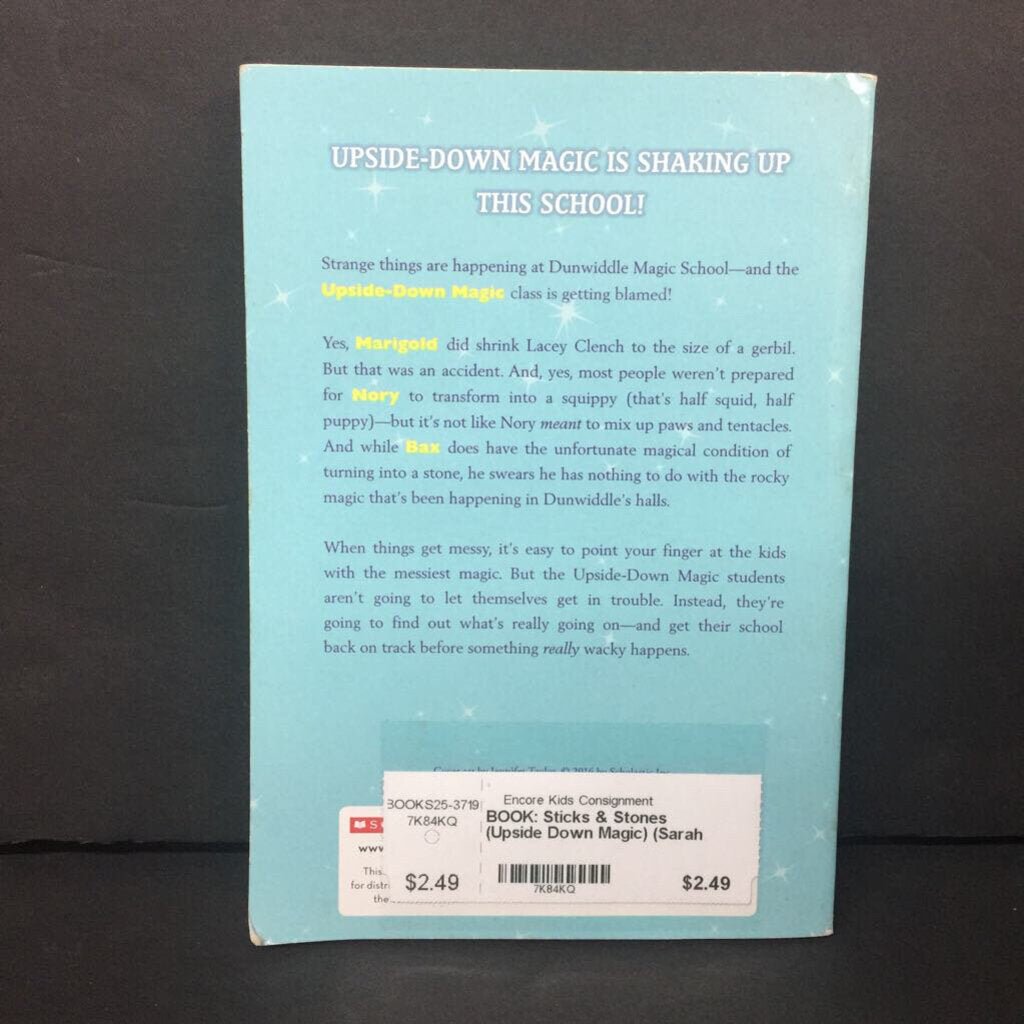 UPSIDE-DOWN MAGIC IS SHAKING UP
THIS SCHOOL!
Strange things are happening at Dunwiddle Magic School—and the
Upside-Down Magic class is getting blamed!
Yes, Marigold did shrink Lacey Clench to the size of a gerbil.
But that was an accident. And, yes, most people weren't prepared
for Nory to transform into a squippy (that's half squid, half
puppy)—but it's not like Nory meant to mix up paws and tentacles.
And while Bax does have the unfortunate magical condition of
turning into a stone, he swears he has nothing to do with the rocky
magic that's been happening in Dunwiddle's halls.
When things get messy, it's easy to point your finger at the kids
with the messiest magic. But the Upside-Down Magic students
aren't going to let themselves get in trouble. Instead, they're
going to find out what's really going on—and get their school
back on track before something really wacky happens.
BOOKS25-3719
7K84KQ
Encore Kids Consignment
BOOK: Sticks & Stones
(Upside Down Magic) (Sarah
7K84KQ
$2.49
$2.49
S
www
This
for distri
the